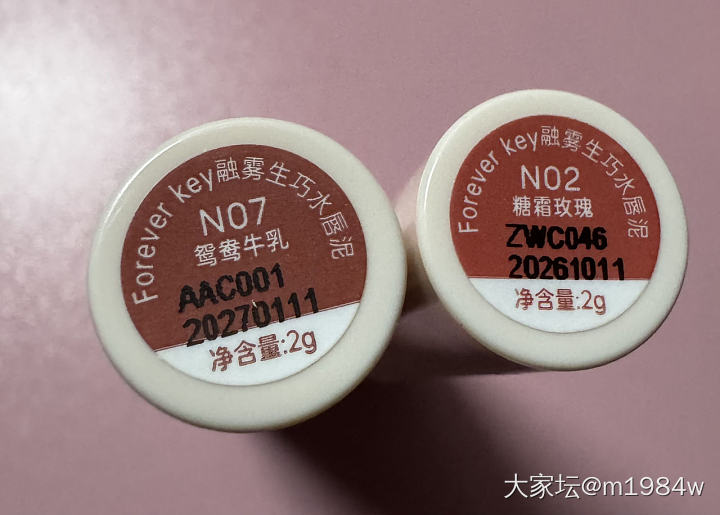 Forever key融雾生巧水唇泥
N07
鸳鸯牛乳
AAC001
20270111
净含量:2g
Forever key融雾生巧水唇泥
N02
糖霜玫瑰
ZWC046
20261011
净含量:2g
大家坛@m1984w